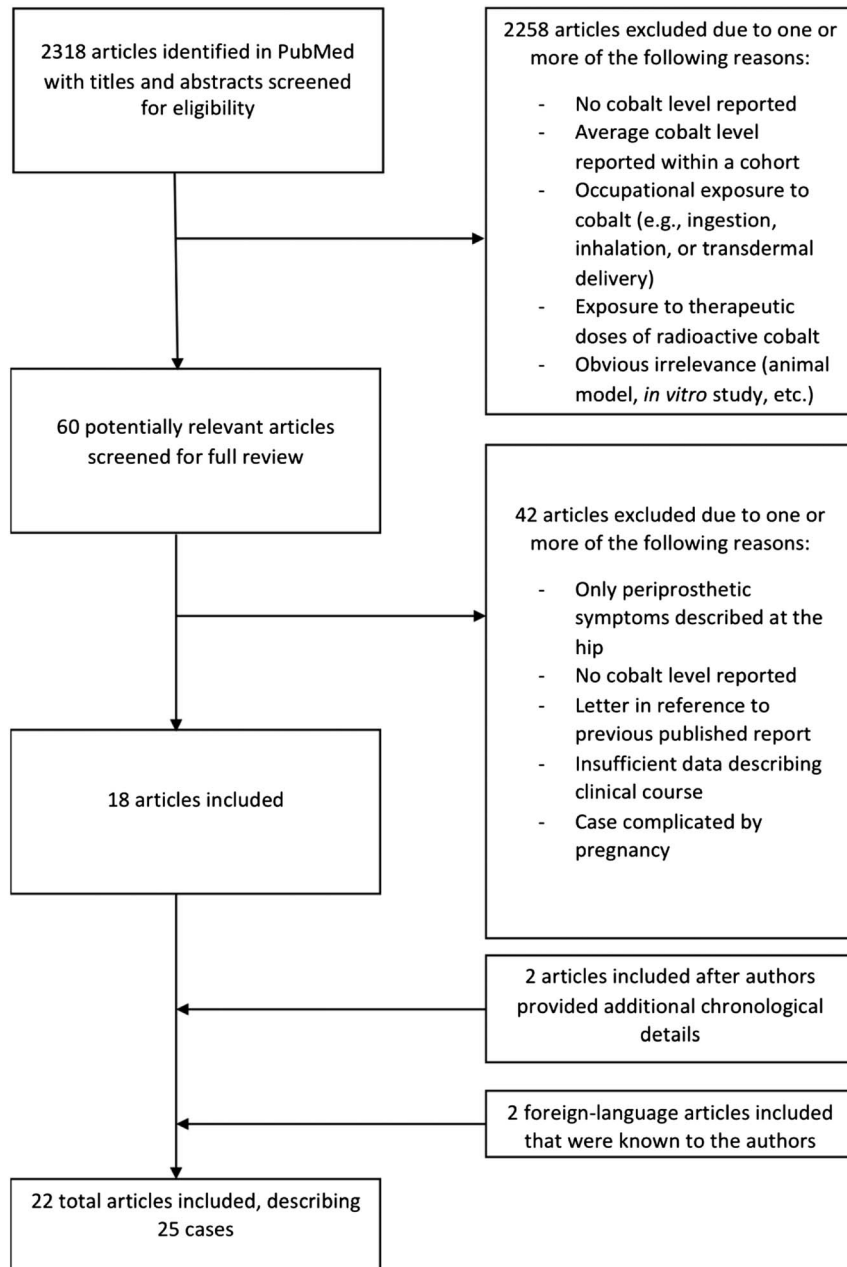 2318 articles identified in PubMed
with titles and abstracts screened
for eligibility
2258 articles excluded due to one or
more of the following reasons:
- No cobalt level reported
- Average cobalt level
reported within a cohort
- Occupational exposure to
cobalt (e.g., ingestion,
inhalation, or transdermal
delivery)
- Exposure to therapeutic
doses of radioactive cobalt
- Obvious irrelevance (animal
model, in vitro study, etc.)
60 potentially relevant articles
screened for full review
42 articles excluded due to one or
more of the following reasons:
- Only periprosthetic
symptoms described at the
hip
- No cobalt level reported
- Letter in reference to
previous published report
- Insufficient data describing
clinical course
- Case complicated by
pregnancy
18 articles included
2 articles included after authors
provided additional chronological
details
2 foreign-language articles included
that were known to the authors
22 total articles included, describing
25 cases